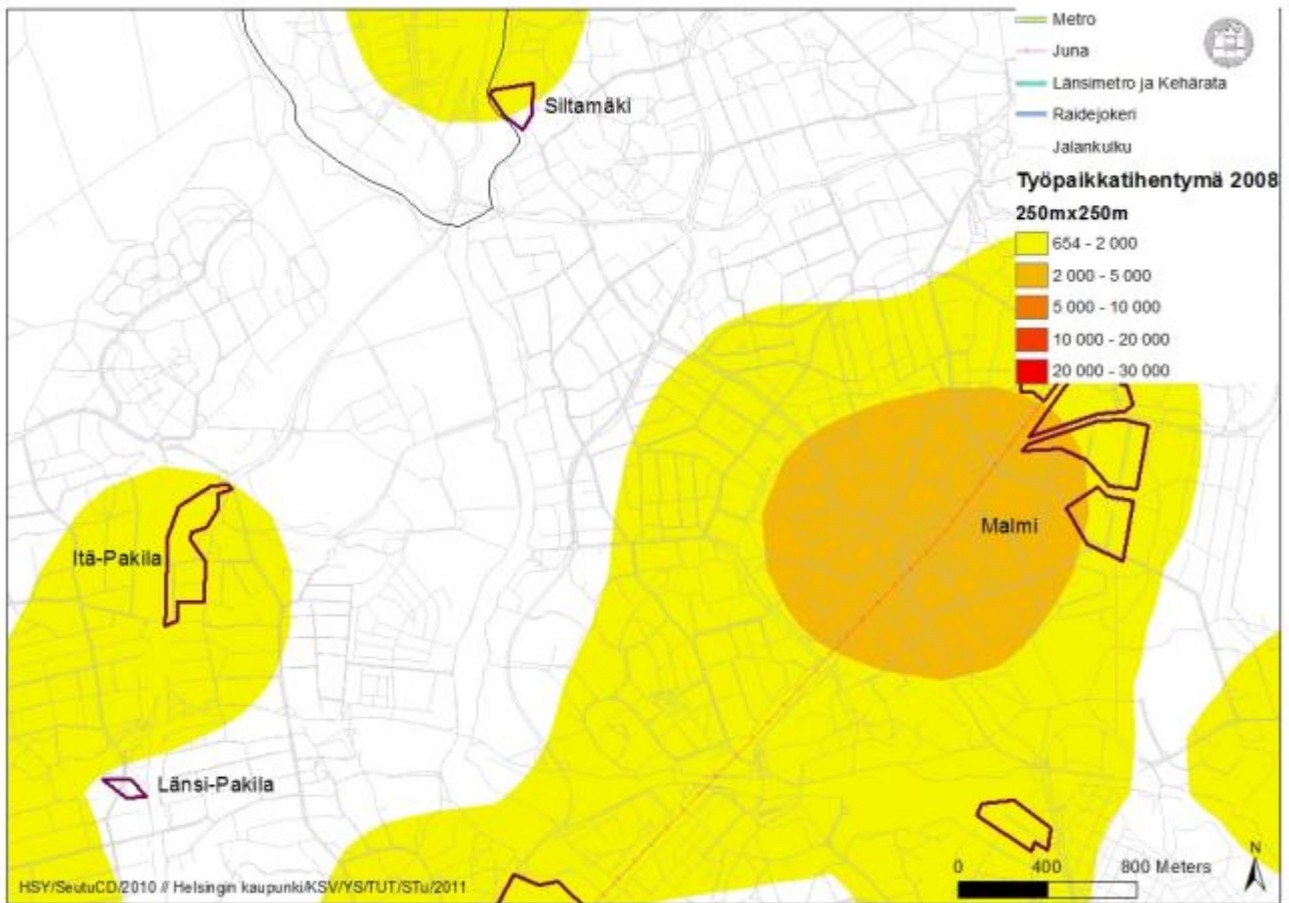 Metro
Juna
Länsimetro ja Kehärata
Raidejokeri
Jalankulku
Työpaikkatihentymä 2008
250mx250m
654 - 2 000
2 000 - 5 000
5 000 - 10 000
10 000 - 20 000
20 000 - 30 000
Siltamäki
Malmi
Itä-Pakila
Länsi-Pakila
0 400 800 Meters
N
HSY/SeutuCD/2010 // Helsingin kaupunki/KSV/YS/TUT/STu/2011